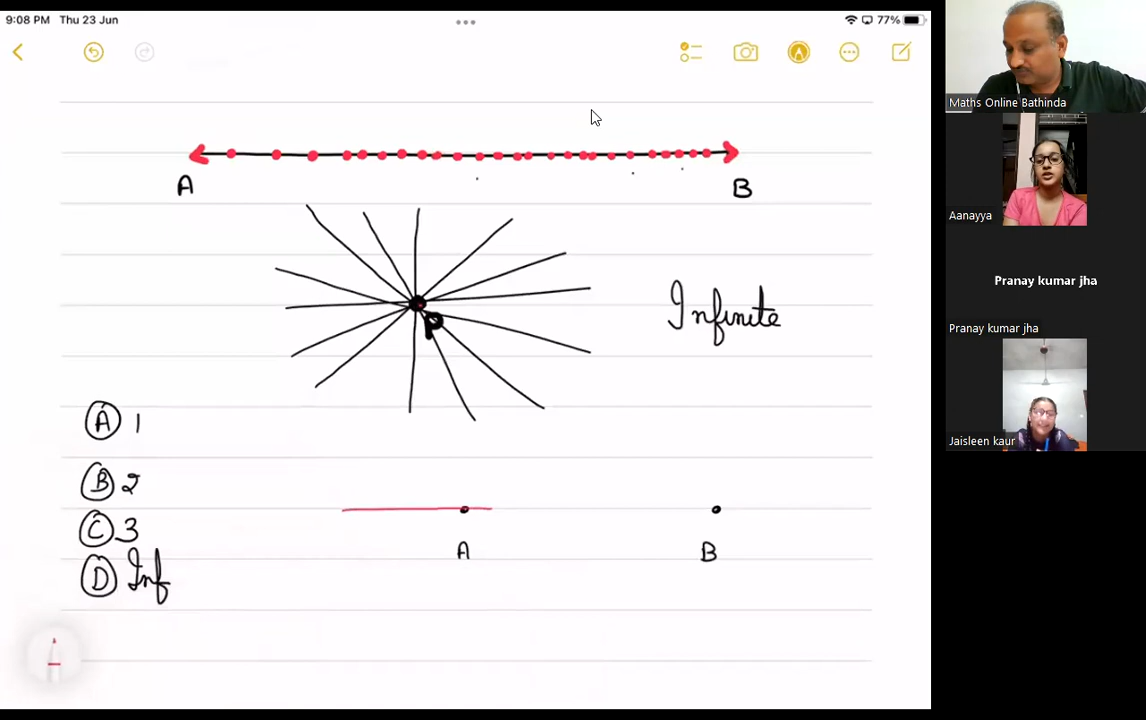 9:08 PM Thu 23 Jun
77%
A B
P
Infinite
A 1
B 2
C 3
D Inf
A B
Maths Online Bathinda
Aanayya
Pranay kumar jha
Pranay kumar jha
Jaisleen kaur